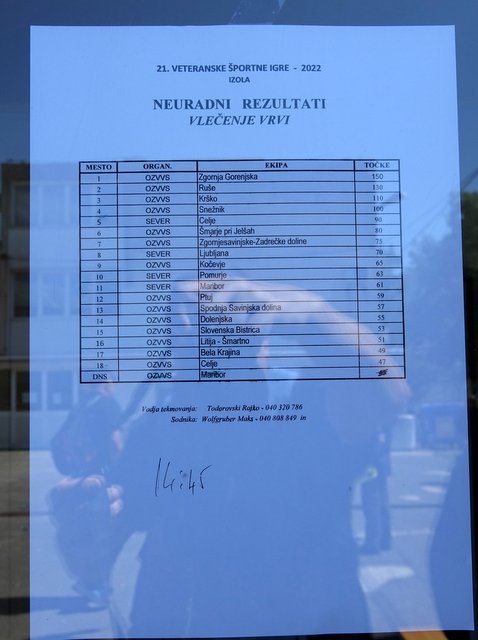 21. VETERANSKE ŠPORTNE IGRE - 2022
IZOLA
NEURADNI REZULTATI
VLEČENJE VRVI
MESTO ORGAN. EKIPA TOČKE
1 OZVVS Zgornja Gorenjska 150
2 OZVVS Ruše 130
3 OZVVS Krško 110
4 OZVVS Snežnik 100
5 SEVER Celje 90
6 OZVVS Šmarje pri Jelšah 80
7 OZVVS Zgornjesavinjske-Zadrečke doline 75
8 SEVER Ljubljana 70
9 OZVVS Kočevje 65
10 SEVER Pomurje 63
11 SEVER Maribor 61
12 OZVVS Ptuj 59
13 OZVVS Spodnja Savinjska dolina 57
14 OZVVS Dolenjska 55
15 OZVVS Slovenska Bistrica 53
16 OZVVS Litija - Šmartno 51
17 OZVVS Bela Krajina 49
18 OZVVS Celje 47
DNS OZVVS Maribor
Vodja tekmovanja: Todorovski Rajko - 040 320 786
Sodnika: Wolfgruber Maks - 040 808 849 in
14:45